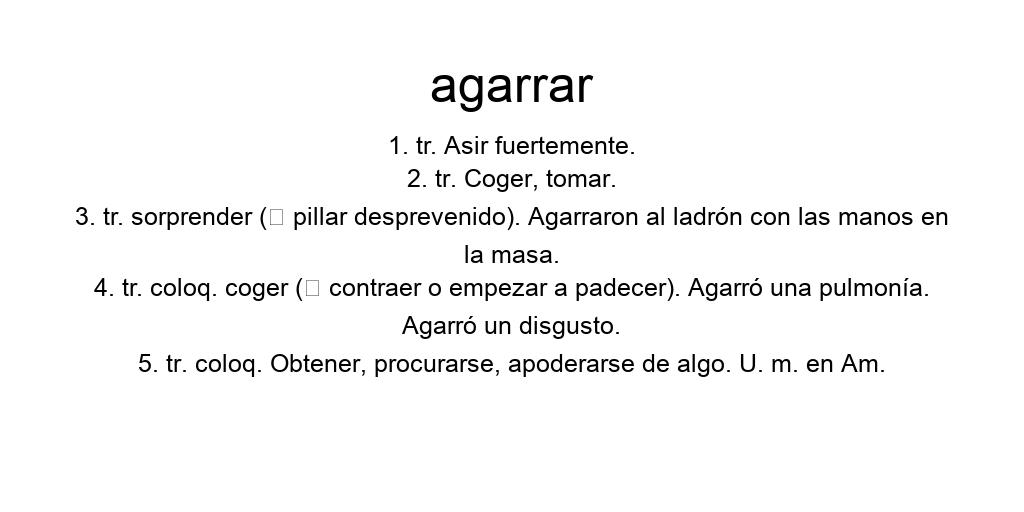 agarrar
1. tr. Asir fuertemente.
2. tr. Coger, tomar.
3. tr. sorprender (□ pillar desprevenido). Agarraron al ladrón con las manos en
la masa.
4. tr. coloq. coger (□ contraer o empezar a padecer). Agarró una pulmonía.
Agarró un disgusto.
5. tr. coloq. Obtener, procurarse, apoderarse de algo. U. m. en Am.